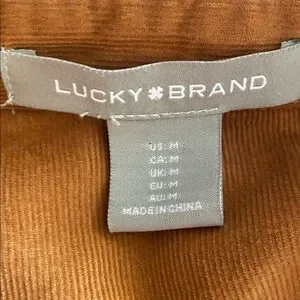 LUCKY BRAND
US: M
CA: M
UK: M
EU: M
AU: M
MADE IN CHINA